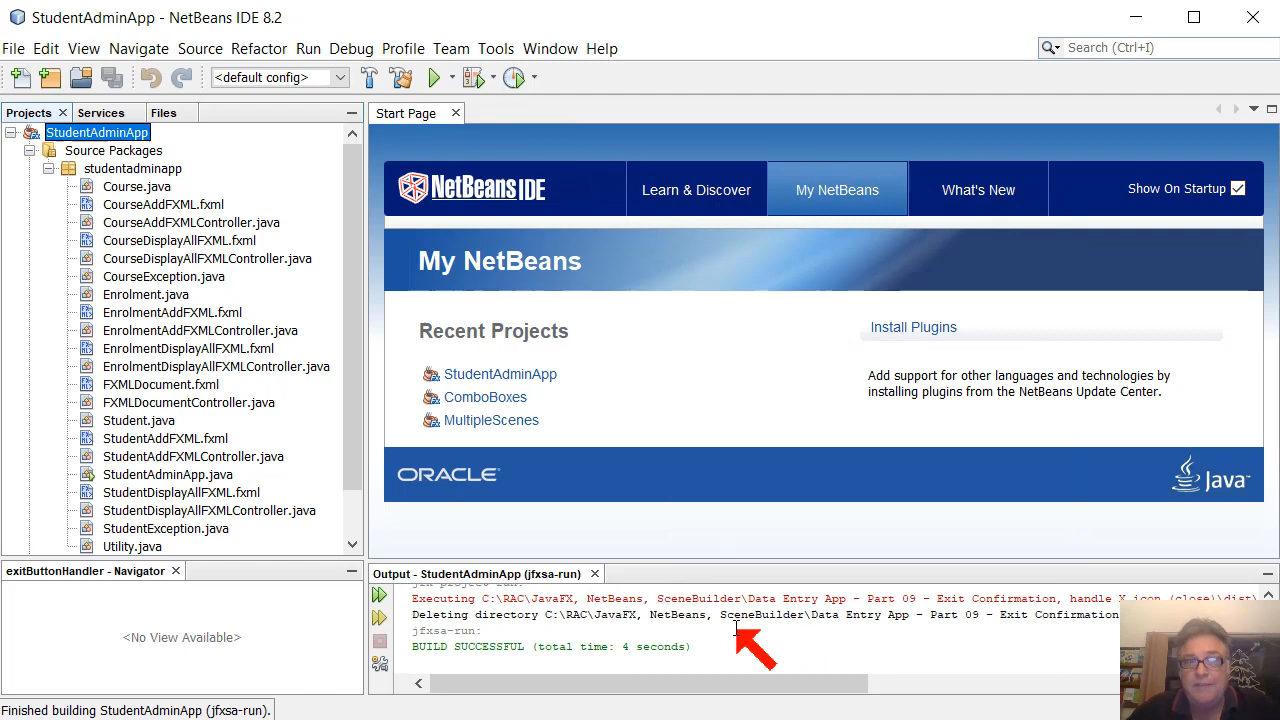 StudentAdminApp - NetBeans IDE 8.2
File Edit View Navigate Source Refactor Run Debug Profile Team Tools Window Help
Search (Ctrl+I)
<default config>
Projects Services Files
Start Page
StudentAdminApp
Source Packages
studentadminapp
Course.java
CourseAddFXML.fxml
CourseAddFXMLController.java
CourseDisplayAllFXML.fxml
CourseDisplayAllFXMLController.java
CourseException.java
Enrolment.java
EnrolmentAddFXML.fxml
EnrolmentAddFXMLController.java
EnrolmentDisplayAllFXML.fxml
EnrolmentDisplayAllFXMLController.java
FXMLDocument.fxml
FXMLDocumentController.java
Student.java
StudentAddFXML.fxml
StudentAddFXMLController.java
StudentAdminApp.java
StudentDisplayAllFXML.fxml
StudentDisplayAllFXMLController.java
StudentException.java
Utility.java
NetBeans IDE
Learn & Discover
My NetBeans
What's New
Show On Startup
My NetBeans
Recent Projects
StudentAdminApp
ComboBoxes
MultipleScenes
Install Plugins
Add support for other languages and technologies by
installing plugins from the NetBeans Update Center.
ORACLE
Java
exitButtonHandler - Navigator
<No View Available>
Output - StudentAdminApp (jfxsa-run)
Executing C:\RAC\JavaFX, NetBeans, SceneBuilder\Data Entry App - Part 09 - Exit Confirmation, handle X icon (close)\dist\
Deleting directory C:\RAC\JavaFX, NetBeans, SceneBuilder\Data Entry App - Part 09 - Exit Confirmation
jfxsa-run:
BUILD SUCCESSFUL (total time: 4 seconds)
Finished building StudentAdminApp (jfxsa-run).